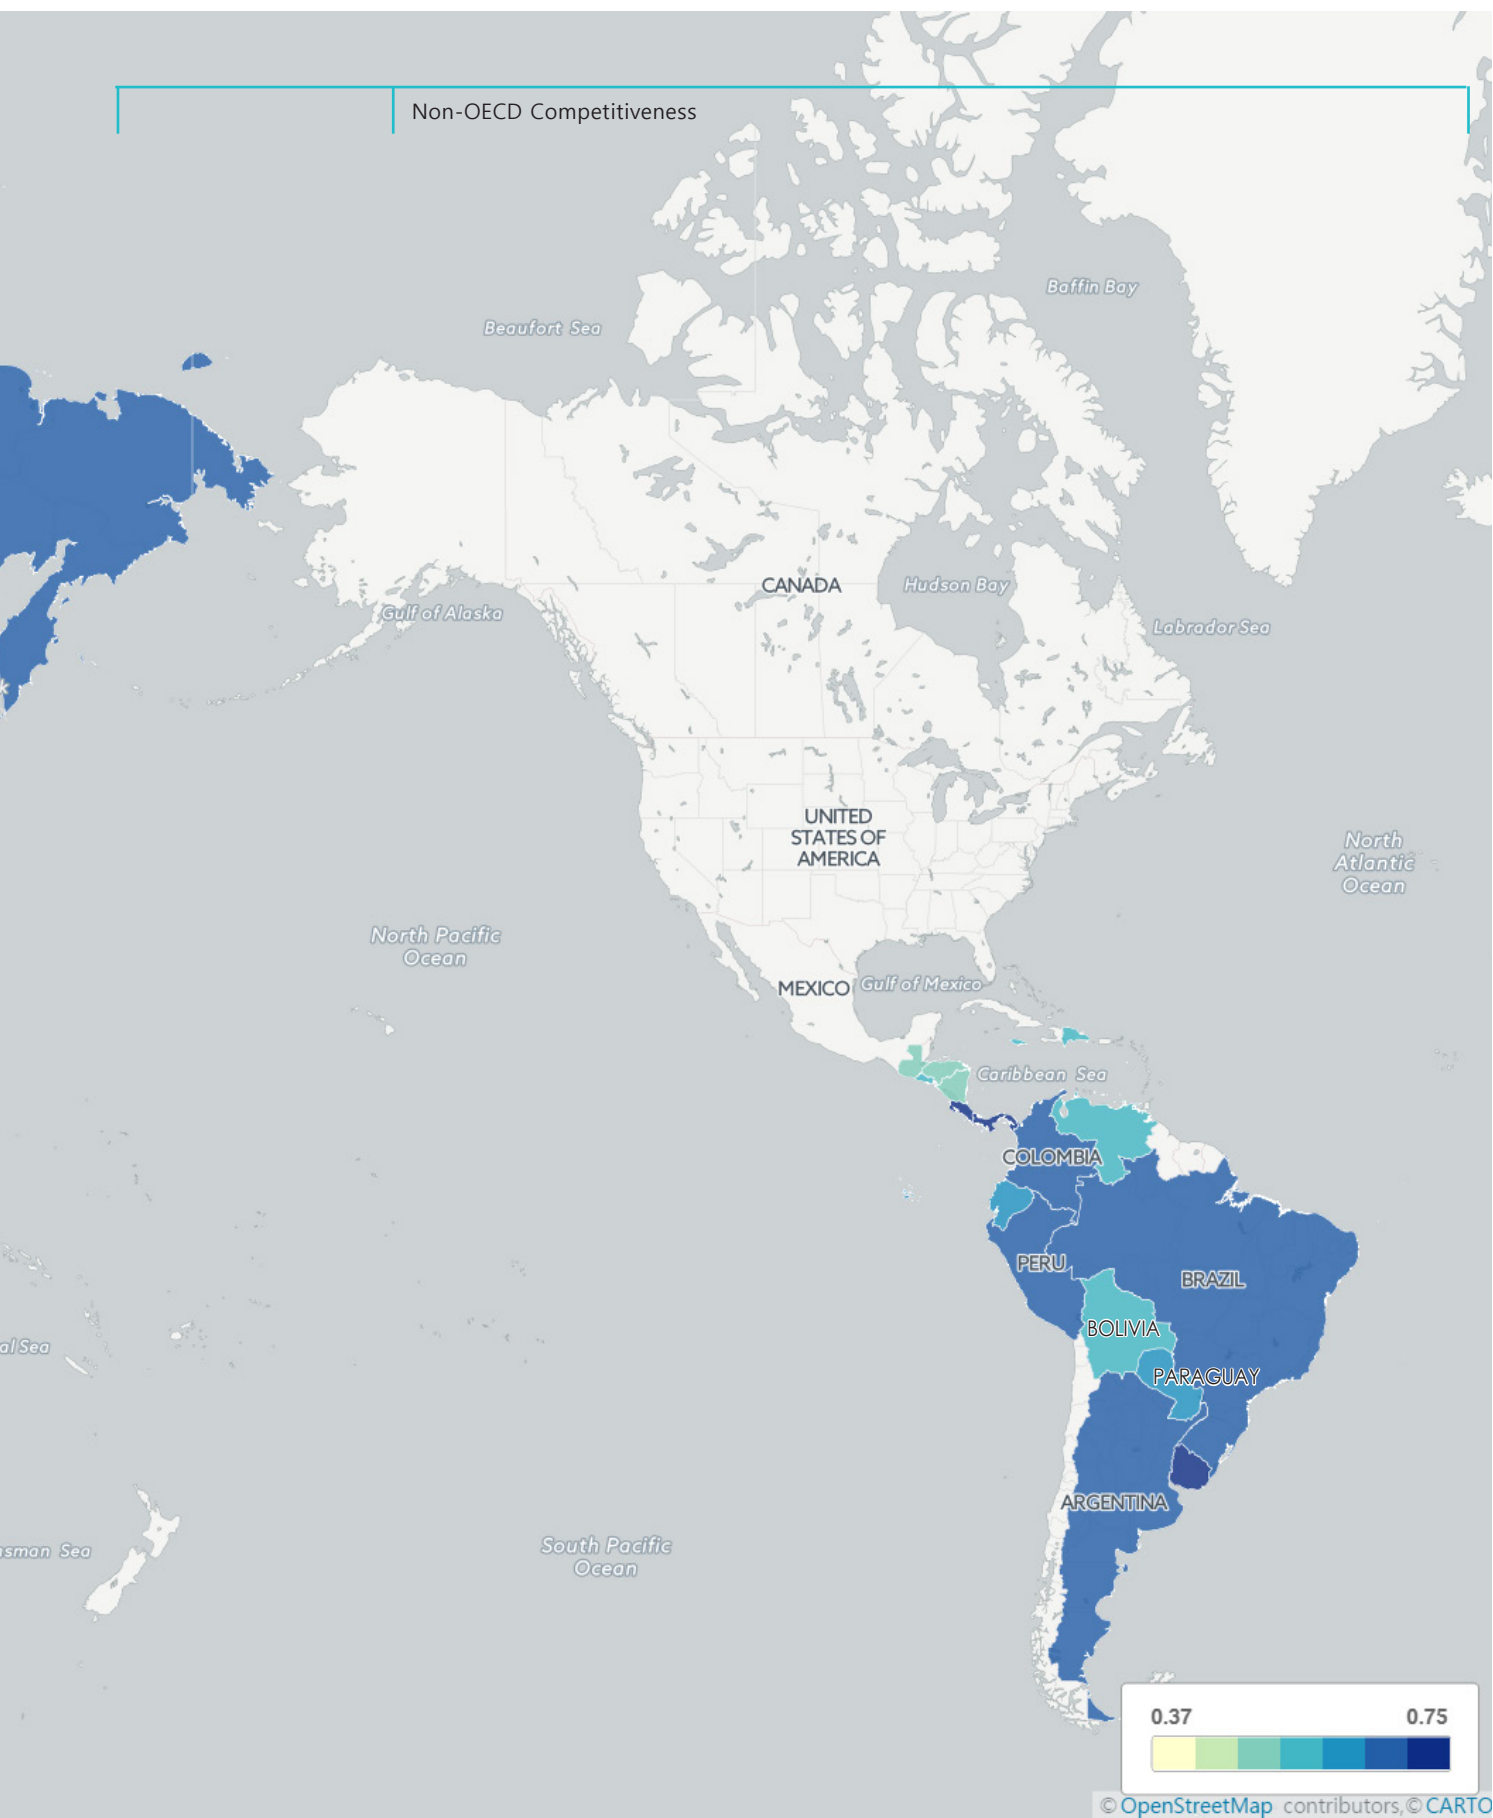 Non-OECD Competitiveness
Baffin Bay
Beaufort Sea
CANADA
Hudson Bay
Gulf of Alaska
Labrador Sea
UNITED
STATES OF
AMERICA
North
Atlantic
Ocean
North Pacific
Ocean
MEXICO
Gulf of Mexico
Caribbean Sea
COLOMBIA
PERU
BRAZIL
BOLIVIA
al Sea
PARAGUAY
ARGENTINA
South Pacific
Ocean
sman Sea
0.37 0.75
© OpenStreetMap contributors, © CARTO